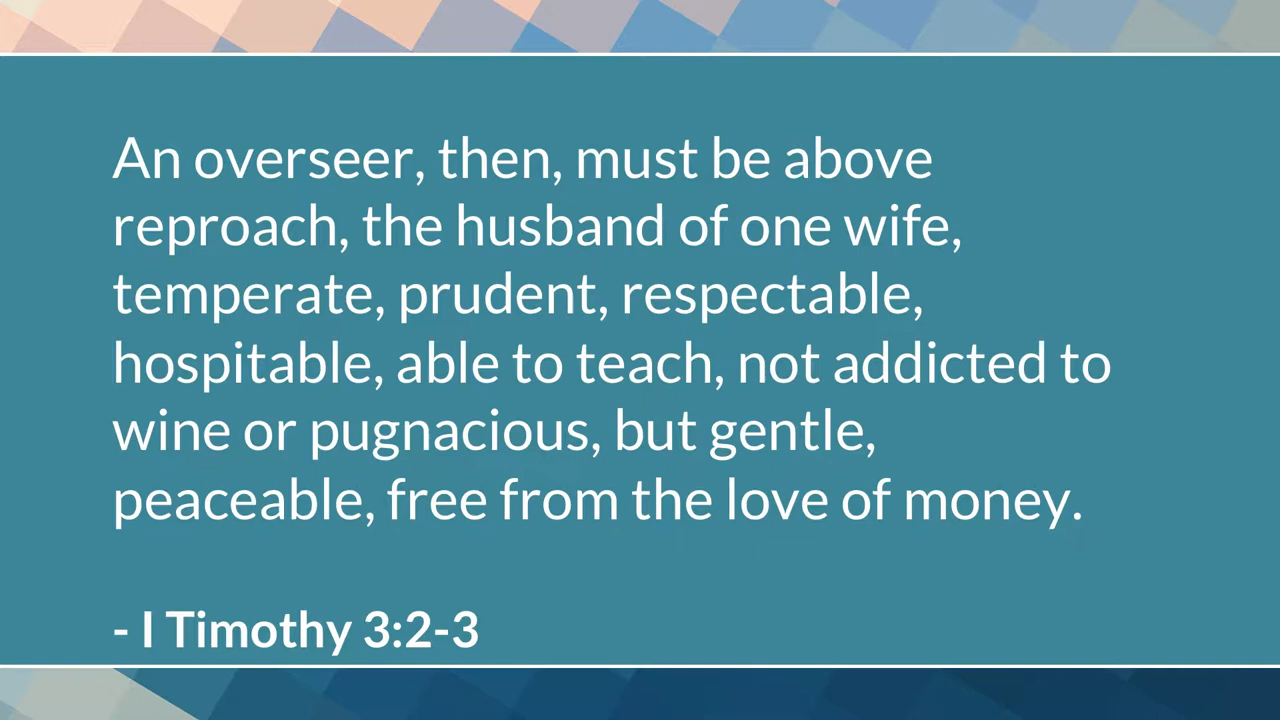 An overseer, then, must be above
reproach, the husband of one wife,
temperate, prudent, respectable,
hospitable, able to teach, not addicted to
wine or pugnacious, but gentle,
peaceable, free from the love of money.
- I Timothy 3:2-3